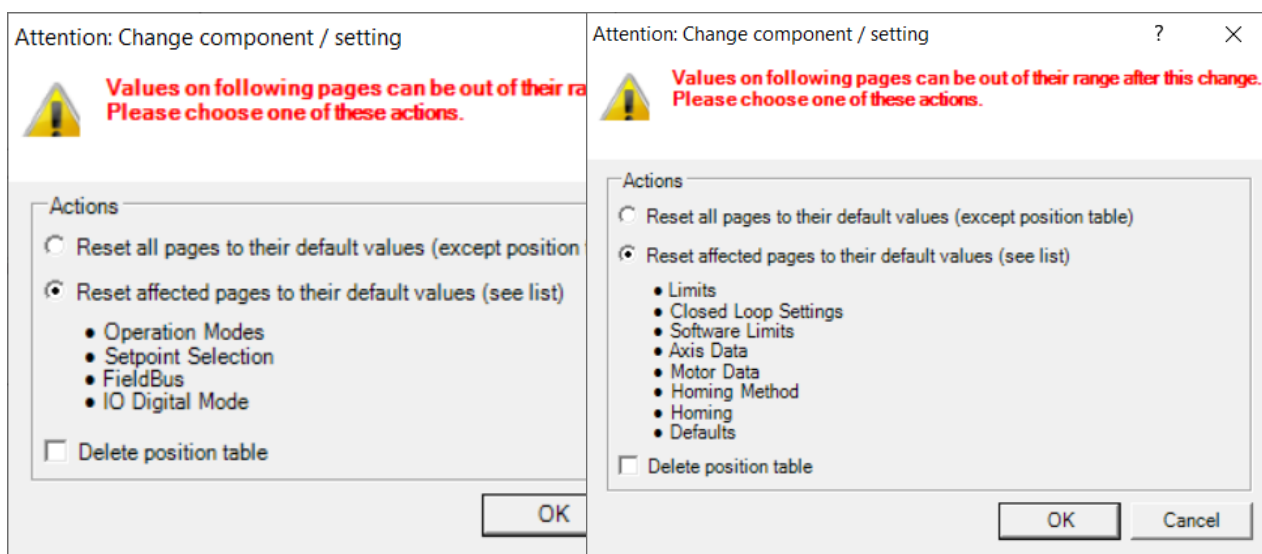 Attention: Change component / setting
Values on following pages can be out of their ra
Please choose one of these actions.
Actions
Reset all pages to their default values (except position
Reset affected pages to their default values (see list)
• Operation Modes
• Setpoint Selection
• FieldBus
• IO Digital Mode
Delete position table
OK
Attention: Change component / setting
?
Values on following pages can be out of their range after this change.
Please choose one of these actions.
Actions
Reset all pages to their default values (except position table)
Reset affected pages to their default values (see list)
• Limits
• Closed Loop Settings
• Software Limits
• Axis Data
• Motor Data
• Homing Method
• Homing
• Defaults
Delete position table
OK
Cancel